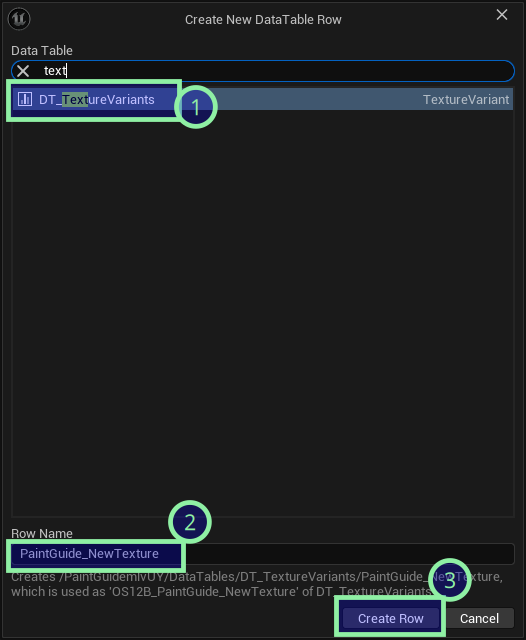 Create New DataTable Row
Data Table
text
DT_TextureVariants TextureVariant
1
2
Row Name
PaintGuide_NewTexture
Creates /PaintGuidemIvUY/DataTables/DT_TextureVariants/PaintGuide_NewTexture,
which is used as 'OS12B_PaintGuide_NewTexture' of DT_TextureVariants
3
Create Row Cancel